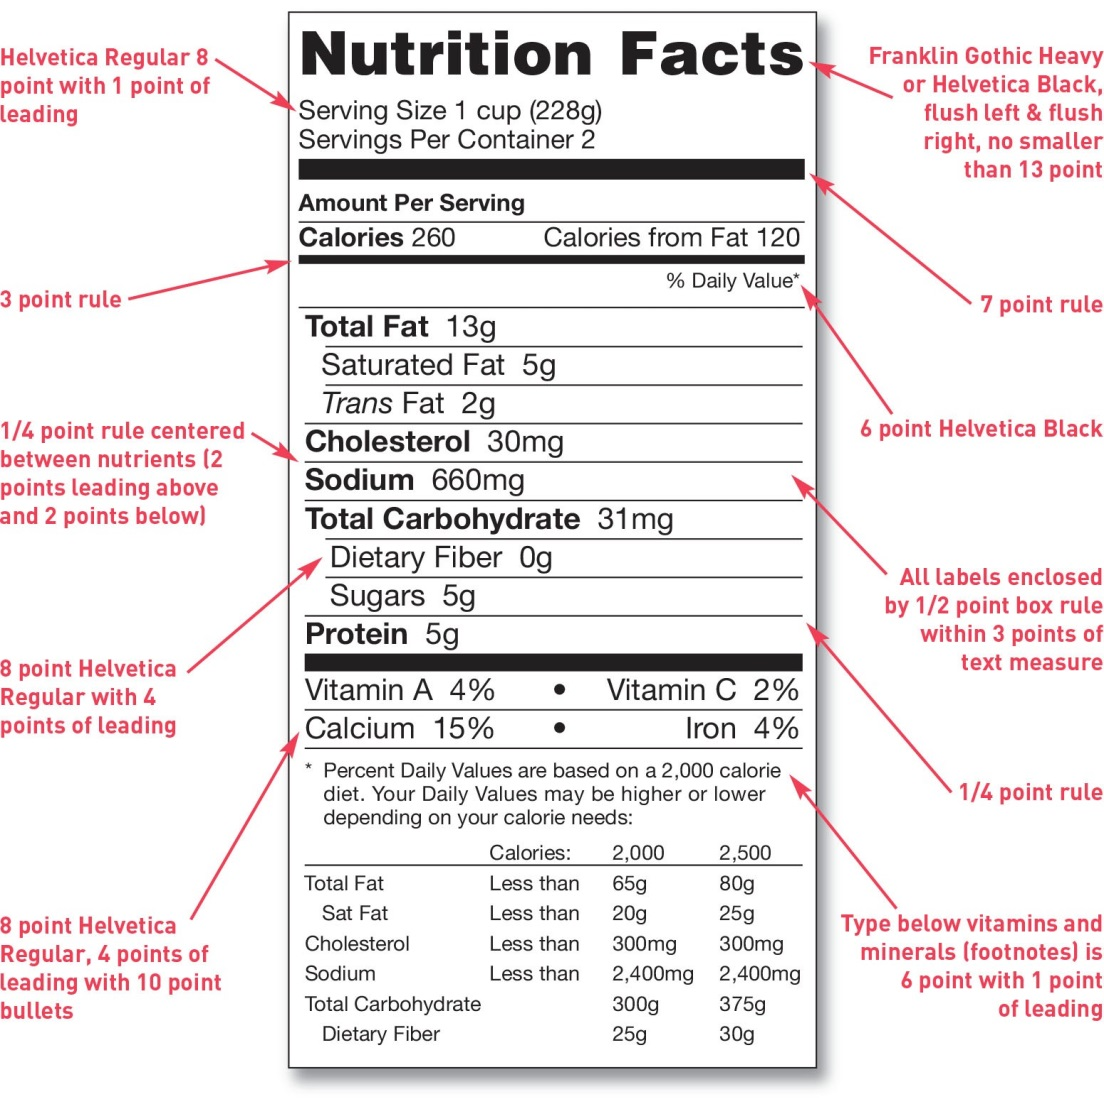 Helvetica Regular 8
point with 1 point of
leading
3 point rule
1/4 point rule centered
between nutrients (2
points leading above
and 2 points below)
8 point Helvetica
Regular with 4
points of leading
8 point Helvetica
Regular, 4 points of
leading with 10 point
bullets
Nutrition Facts
Serving Size 1 cup (228g)
Servings Per Container 2
Amount Per Serving
Calories 260 Calories from Fat 120
% Daily Value*
Total Fat 13g
Saturated Fat 5g
Trans Fat 2g
Cholesterol 30mg
Sodium 660mg
Total Carbohydrate 31mg
Dietary Fiber 0g
Sugars 5g
Protein 5g
Vitamin A 4% • Vitamin C 2%
Calcium 15% • Iron 4%
* Percent Daily Values are based on a 2,000 calorie
diet. Your Daily Values may be higher or lower
depending on your calorie needs:
Calories: 2,000 2,500
Total Fat Less than 65g 80g
Sat Fat Less than 20g 25g
Cholesterol Less than 300mg 300mg
Sodium Less than 2,400mg 2,400mg
Total Carbohydrate 300g 375g
Dietary Fiber 25g 30g
Franklin Gothic Heavy
or Helvetica Black,
flush left & flush
right, no smaller
than 13 point
7 point rule
6 point Helvetica Black
All labels enclosed
by 1/2 point box rule
within 3 points of
text measure
1/4 point rule
Type below vitamins and
minerals (footnotes) is
6 point with 1 point
of leading